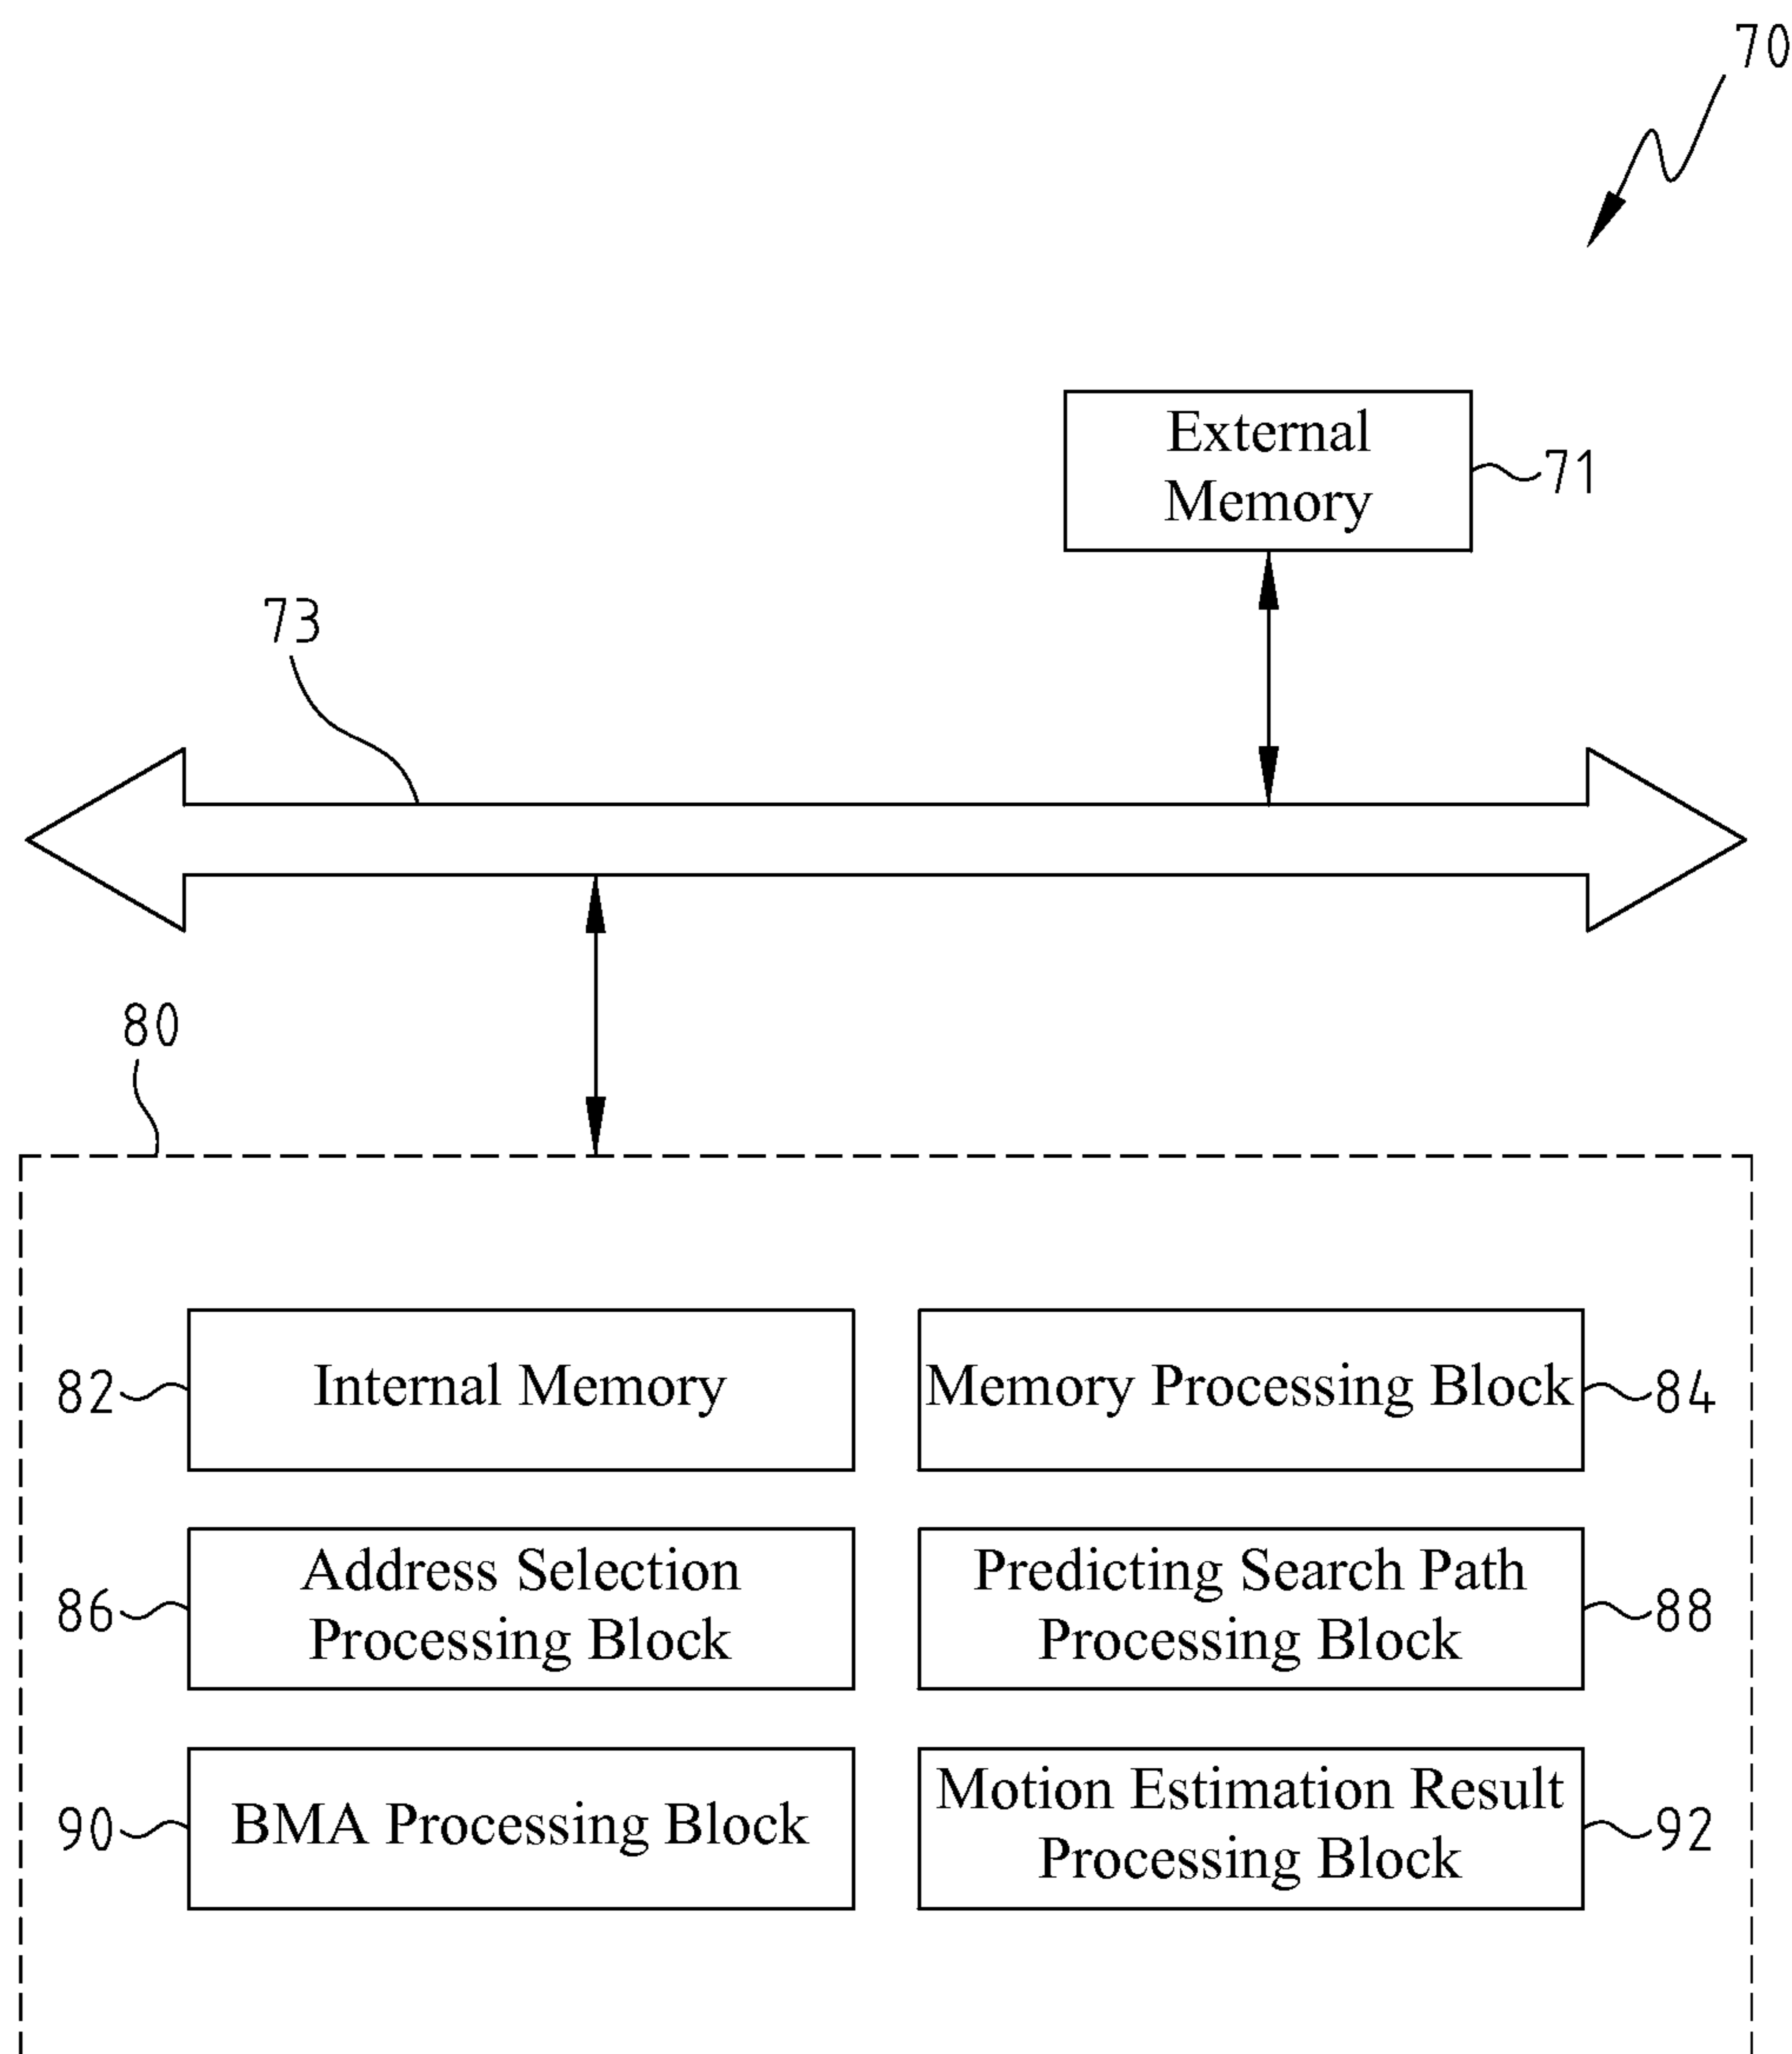 70
External
Memory
71
73
80
82
Internal Memory
Memory Processing Block
84
86
Address Selection
Processing Block
Predicting Search Path
Processing Block
88
90
BMA Processing Block
Motion Estimation Result
Processing Block
92